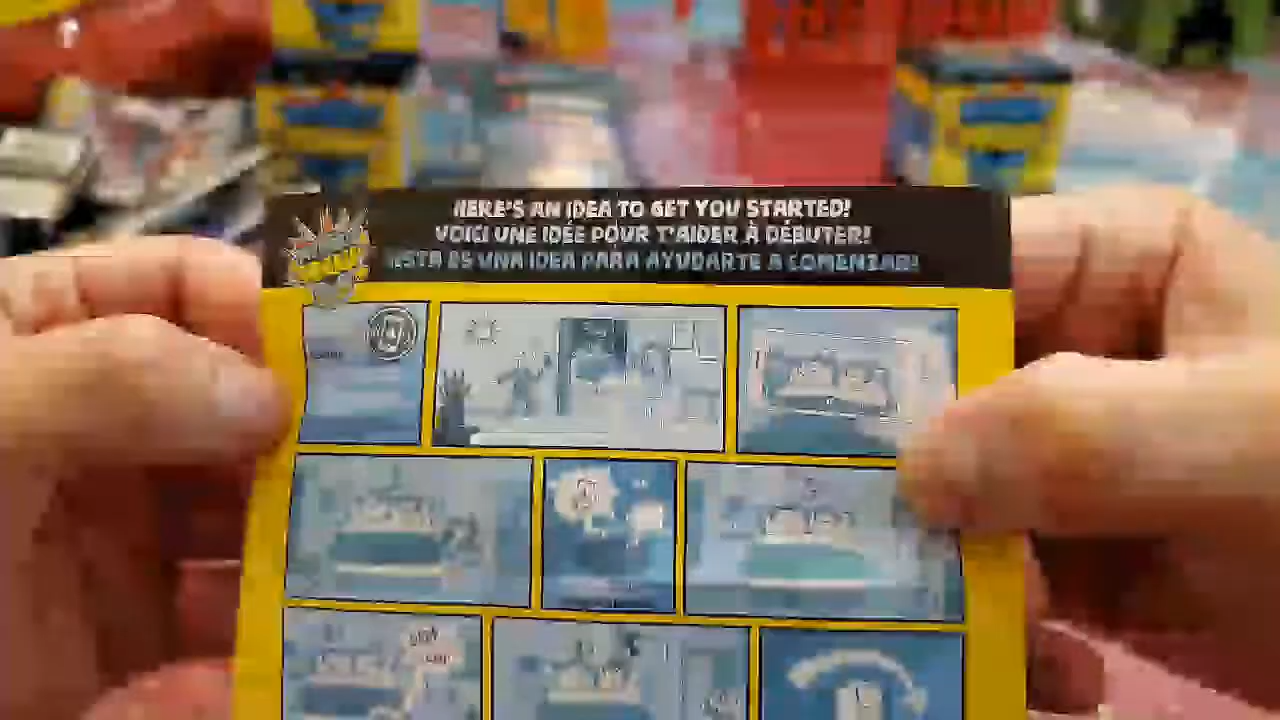 HERE'S AN IDEA TO GET YOU STARTED!
VOICI UNE IDÉE POUR T'AIDER À DÉBUTER!
ESTA ES UNA IDEA PARA AYUDARTE A COMENZAR!